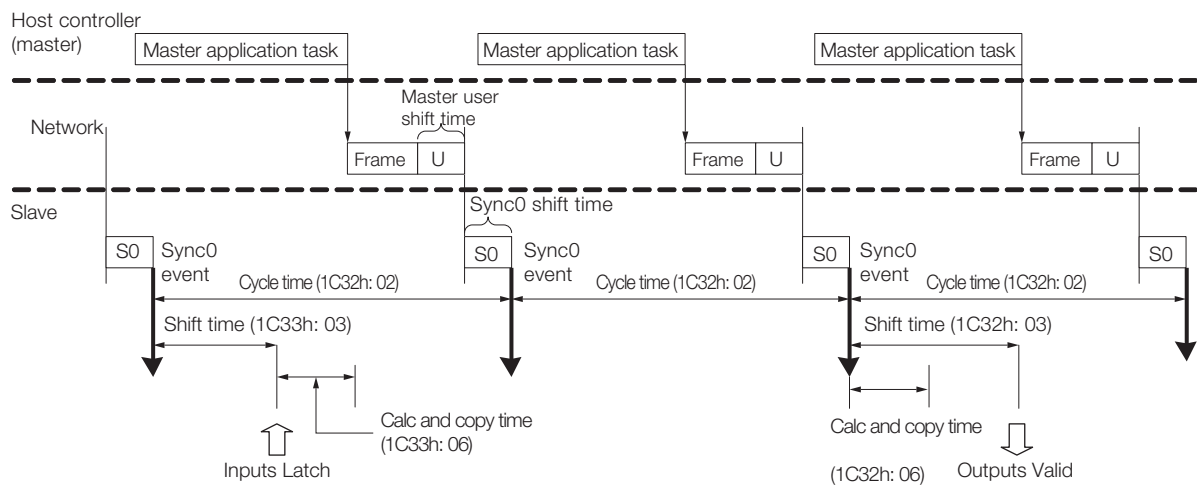 Host controller
(master)
Master application task
Master application task
Master application task
Master user
shift time
Network
Frame
U
Frame
U
Frame
U
Slave
Sync0 shift time
S0
Sync0
event
S0
Sync0
event
S0
Sync0
event
S0
Cycle time (1C32h: 02)
Cycle time (1C32h: 02)
Cycle time (1C32h: 02)
Shift time (1C33h: 03)
Shift time (1C32h: 03)
Calc and copy time
(1C33h: 06)
Calc and copy time
(1C32h: 06)
Inputs Latch
Outputs Valid